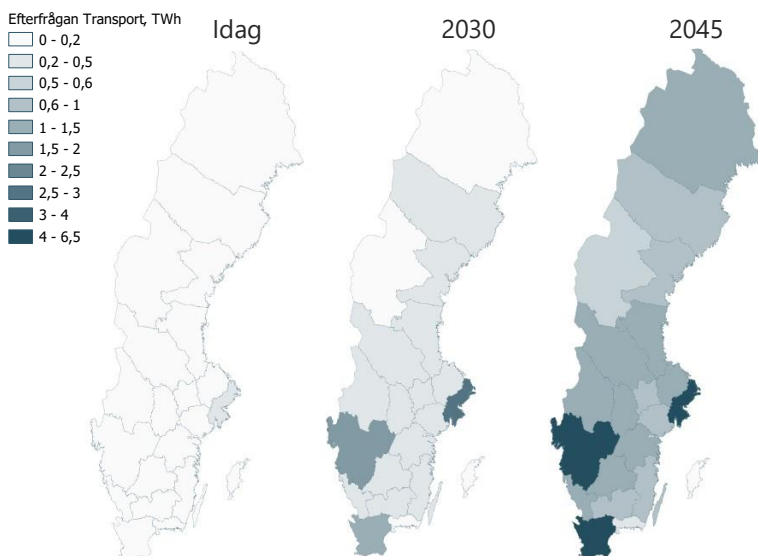 Efterfrågan Transport, TWh
0 - 0,2
0,2 - 0,5
0,5 - 0,6
0,6 - 1
1 - 1,5
1,5 - 2
2 - 2,5
2,5 - 3
3 - 4
4 - 6,5
Idag
2030
2045